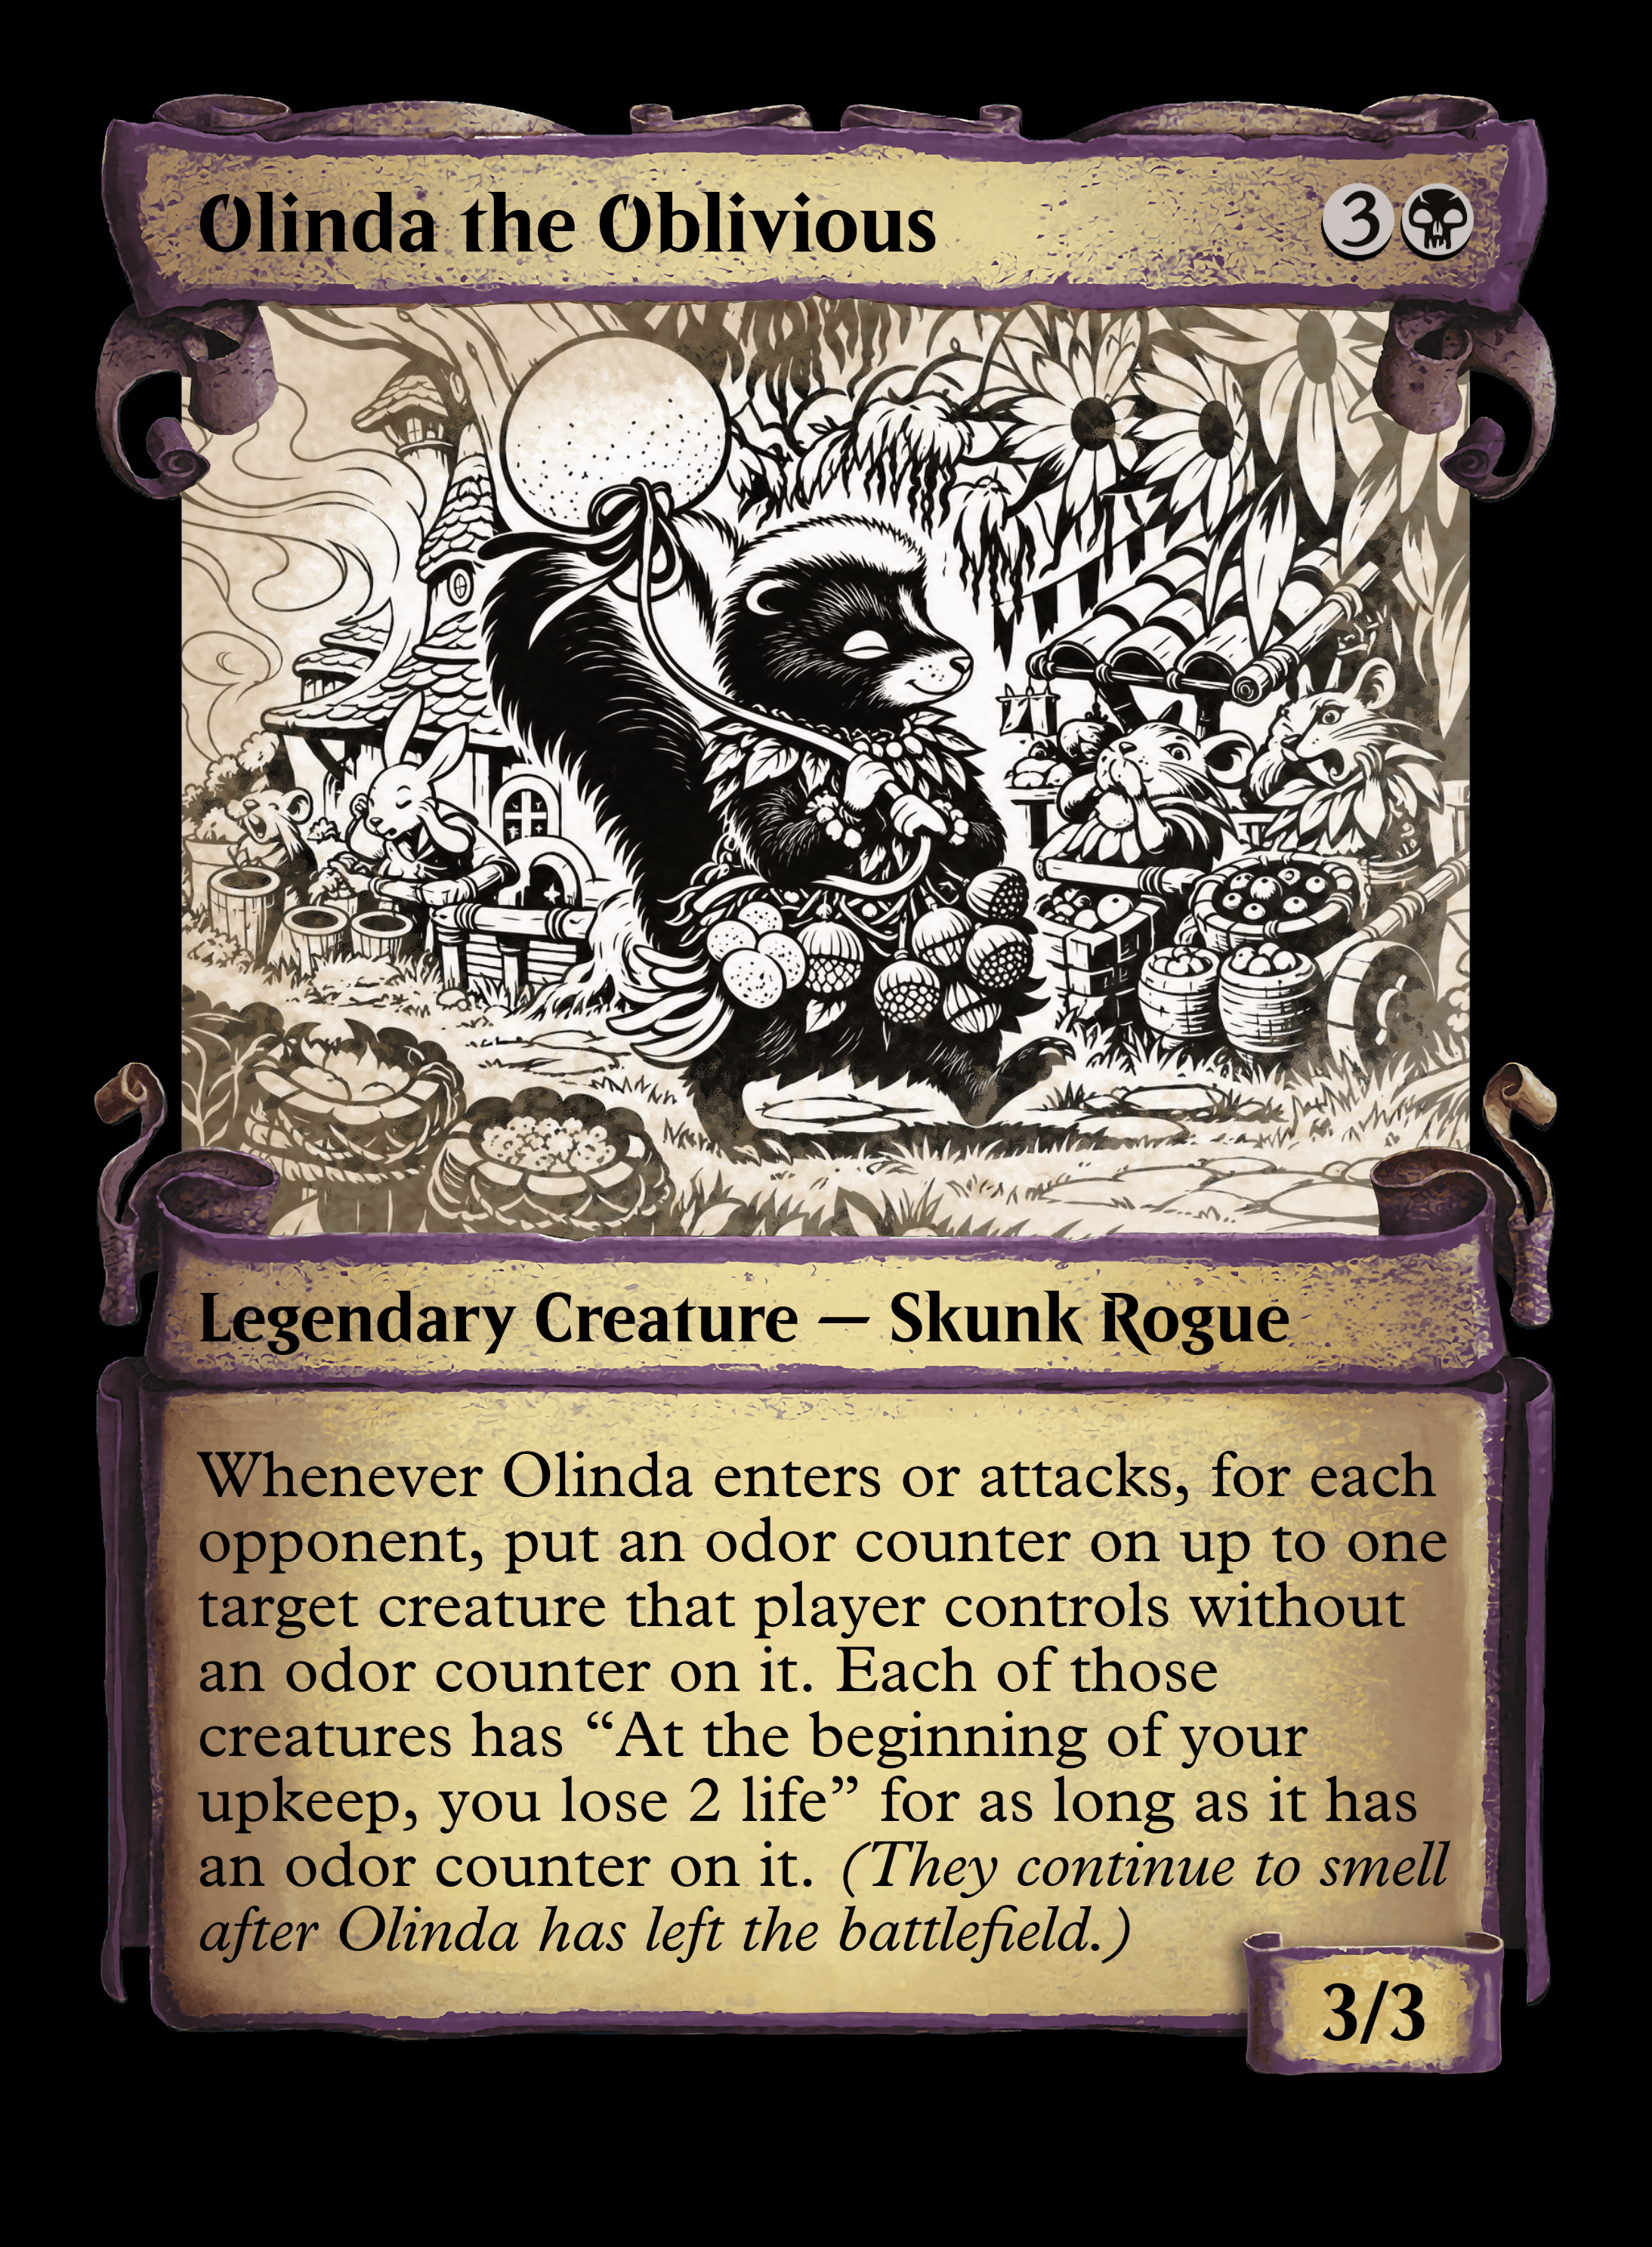 Olinda the Oblivious 3
Legendary Creature — Skunk Rogue
Whenever Olinda enters or attacks, for each
opponent, put an odor counter on up to one
target creature that player controls without
an odor counter on it. Each of those
creatures has “At the beginning of your
upkeep, you lose 2 life” for as long as it has
an odor counter on it. (They continue to smell
after Olinda has left the battlefield.)
3/3